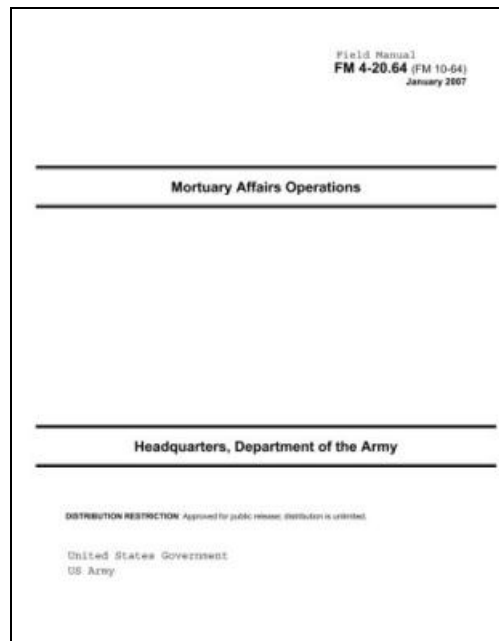 Field Manual
FM 4-20.64 (FM 10-64)
January 2007
Mortuary Affairs Operations
Headquarters, Department of the Army
DISTRIBUTION RESTRICTION: Approved for public release; distribution is unlimited.
United States Government
US Army